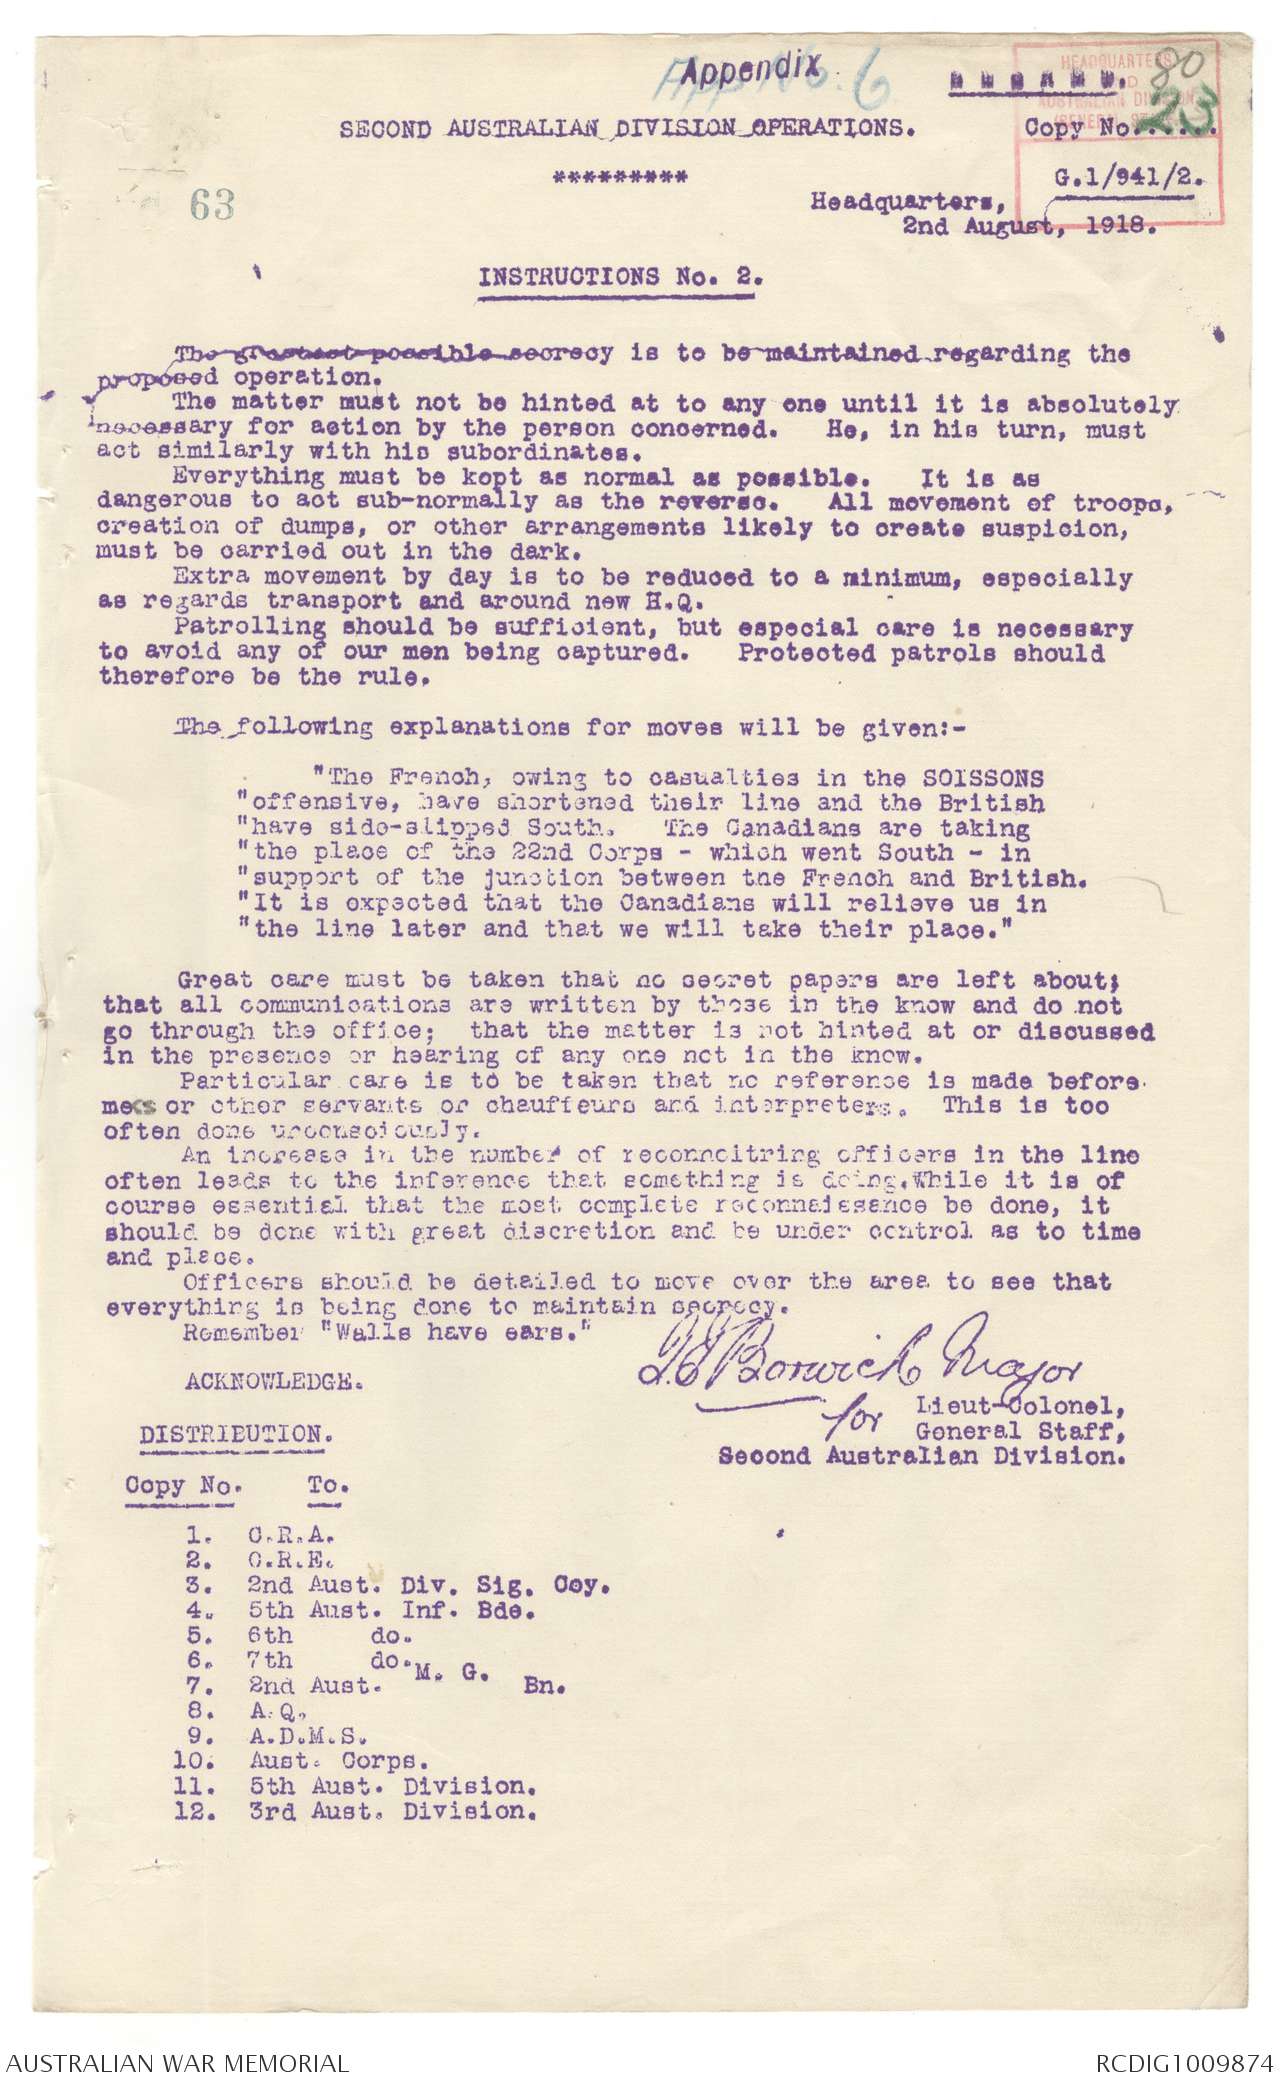 App No. 6
Appendix
80
HEADQUARTERS
AUSTRALIAN DIVISION
SECOND AUSTRALIAN DIVISION OPERATIONS.
Copy No......
23
*********
G.1/941/2.
63
Headquarters,
2nd August, 1918.
INSTRUCTIONS No. 2.
The greatest possible secrecy is to be maintained regarding the
proposed operation.
The matter must not be hinted at to any one until it is absolutely
necessary for action by the person concerned. He, in his turn, must
act similarly with his subordinates.
Everything must be kept as normal as possible. It is as
dangerous to act sub-normally as the reverse. All movement of troops,
creation of dumps, or other arrangements likely to create suspicion,
must be carried out in the dark.
Extra movement by day is to be reduced to a minimum, especially
as regards transport and around new H.Q.
Patrolling should be sufficient, but especial care is necessary
to avoid any of our men being captured. Protected patrols should
therefore be the rule.
The following explanations for moves will be given:-
"The French, owing to casualties in the SOISSONS
"offensive, have shortened their line and the British
"have side-slipped South. The Canadians are taking
"the place of the 22nd Corps - which went South - in
"support of the junction between the French and British.
"It is expected that the Canadians will relieve us in
"the line later and that we will take their place."
Great care must be taken that no secret papers are left about;
that all communications are written by those in the know and do not
go through the office; that the matter is not hinted at or discussed
in the presence or hearing of any one not in the know.
Particular care is to be taken that no reference is made before
mess or other servants or chauffeurs and interpreters. This is too
often done unconsciously.
An increase in the number of reconnoitring officers in the line
often leads to the inference that something is doing. While it is of
course essential that the most complete reconnaissance be done, it
should be done with great discretion and be under control as to time
and place.
Officers should be detailed to move over the area to see that
everything is being done to maintain secrecy.
Remember "Walls have ears."
Borwick Major
ACKNOWLEDGE.
for Lieut-Colonel,
General Staff,
Second Australian Division.
DISTRIBUTION.
Copy No. To.
1. C.R.A.
2. C.R.E.
3. 2nd Aust. Div. Sig. Coy.
4. 5th Aust. Inf. Bde.
5. 6th do.
6. 7th do.
7. 2nd Aust. M. G. Bn.
8. A.Q.
9. A.D.M.S.
10. Aust. Corps.
11. 5th Aust. Division.
12. 3rd Aust. Division.
AUSTRALIAN WAR MEMORIAL
RCDIG1009874